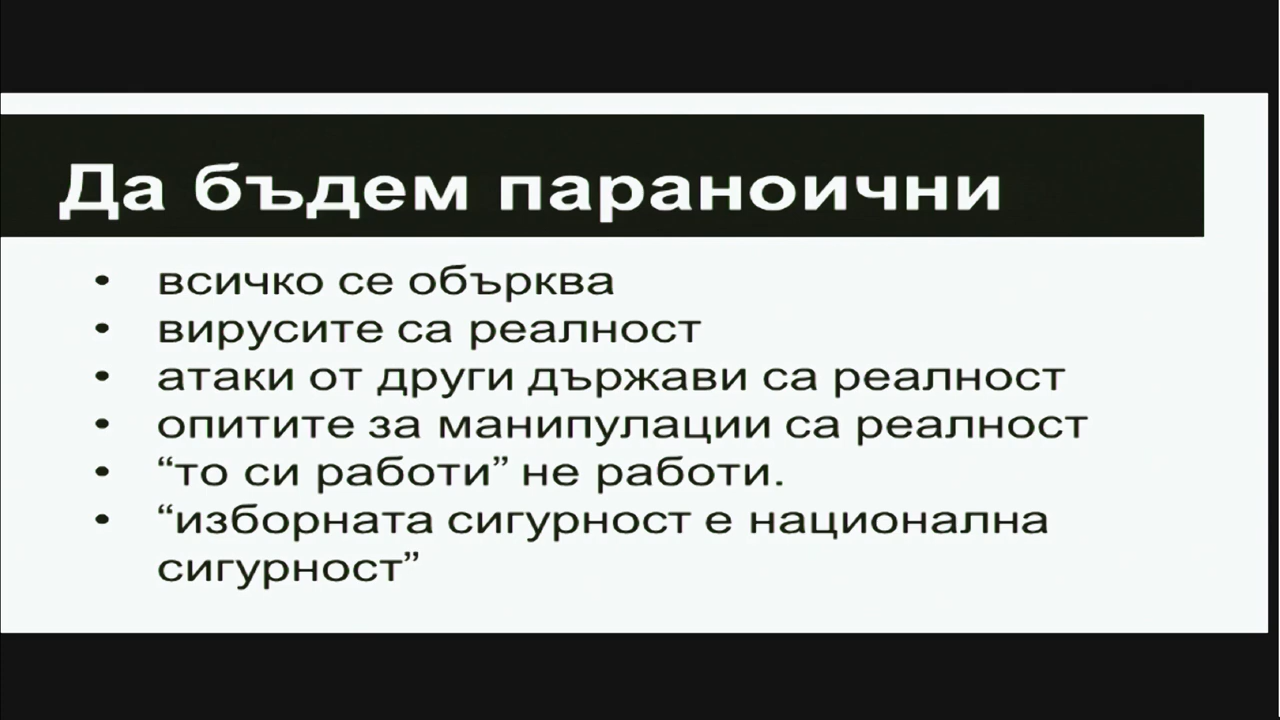 Да бъдем параноични
• всичко се обърква
• вирусите са реалност
• атаки от други държави са реалност
• опитите за манипулации са реалност
• “то си работи” не работи.
• “изборната сигурност е национална
сигурност”